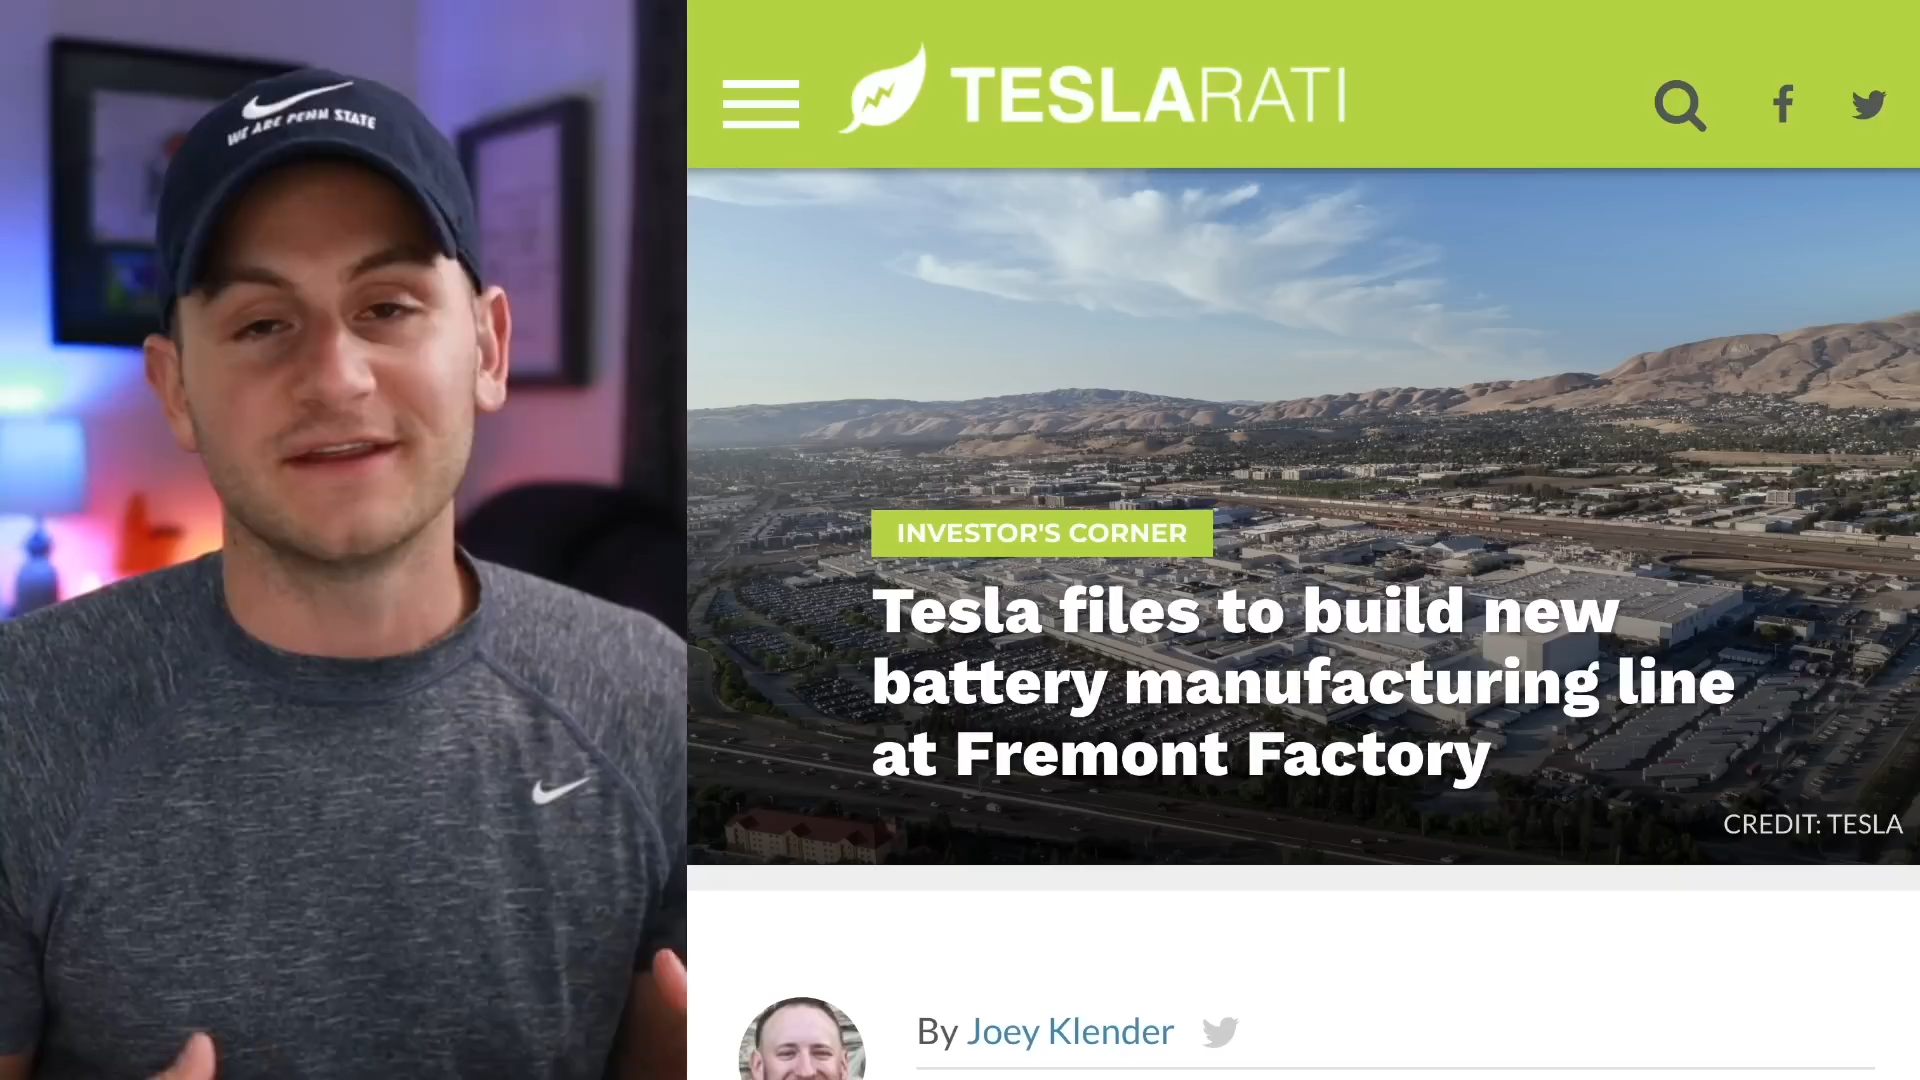 WE ARE PENN STATE
TESLARATI
INVESTOR'S CORNER
Tesla files to build new
battery manufacturing line
at Fremont Factory
CREDIT: TESLA
By Joey Klender